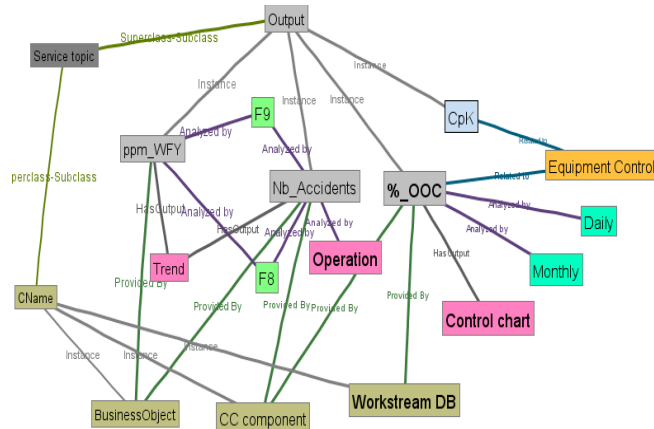 Output
Superclass-Subclass
Service topic
Instance
Instance
Instance
Instance
F9
CpK
Analyzed by
Related to
ppm_WFY
Analyzed by
Equipment Control
Nb_Accidents
%_OOC
Related to
Analyzed by
perclass-Subclass
HasOutput
Analyzed by
HasOutput
Analyzed by
Analyzed by
Analyzed by
Daily
HasOutput
Operation
Trend
F8
Monthly
Provided By
Provided By
Provided By
Provided By
Provided By
CName
Control chart
Instance
Instance
Instance
Workstream DB
BusinessObject
CC component